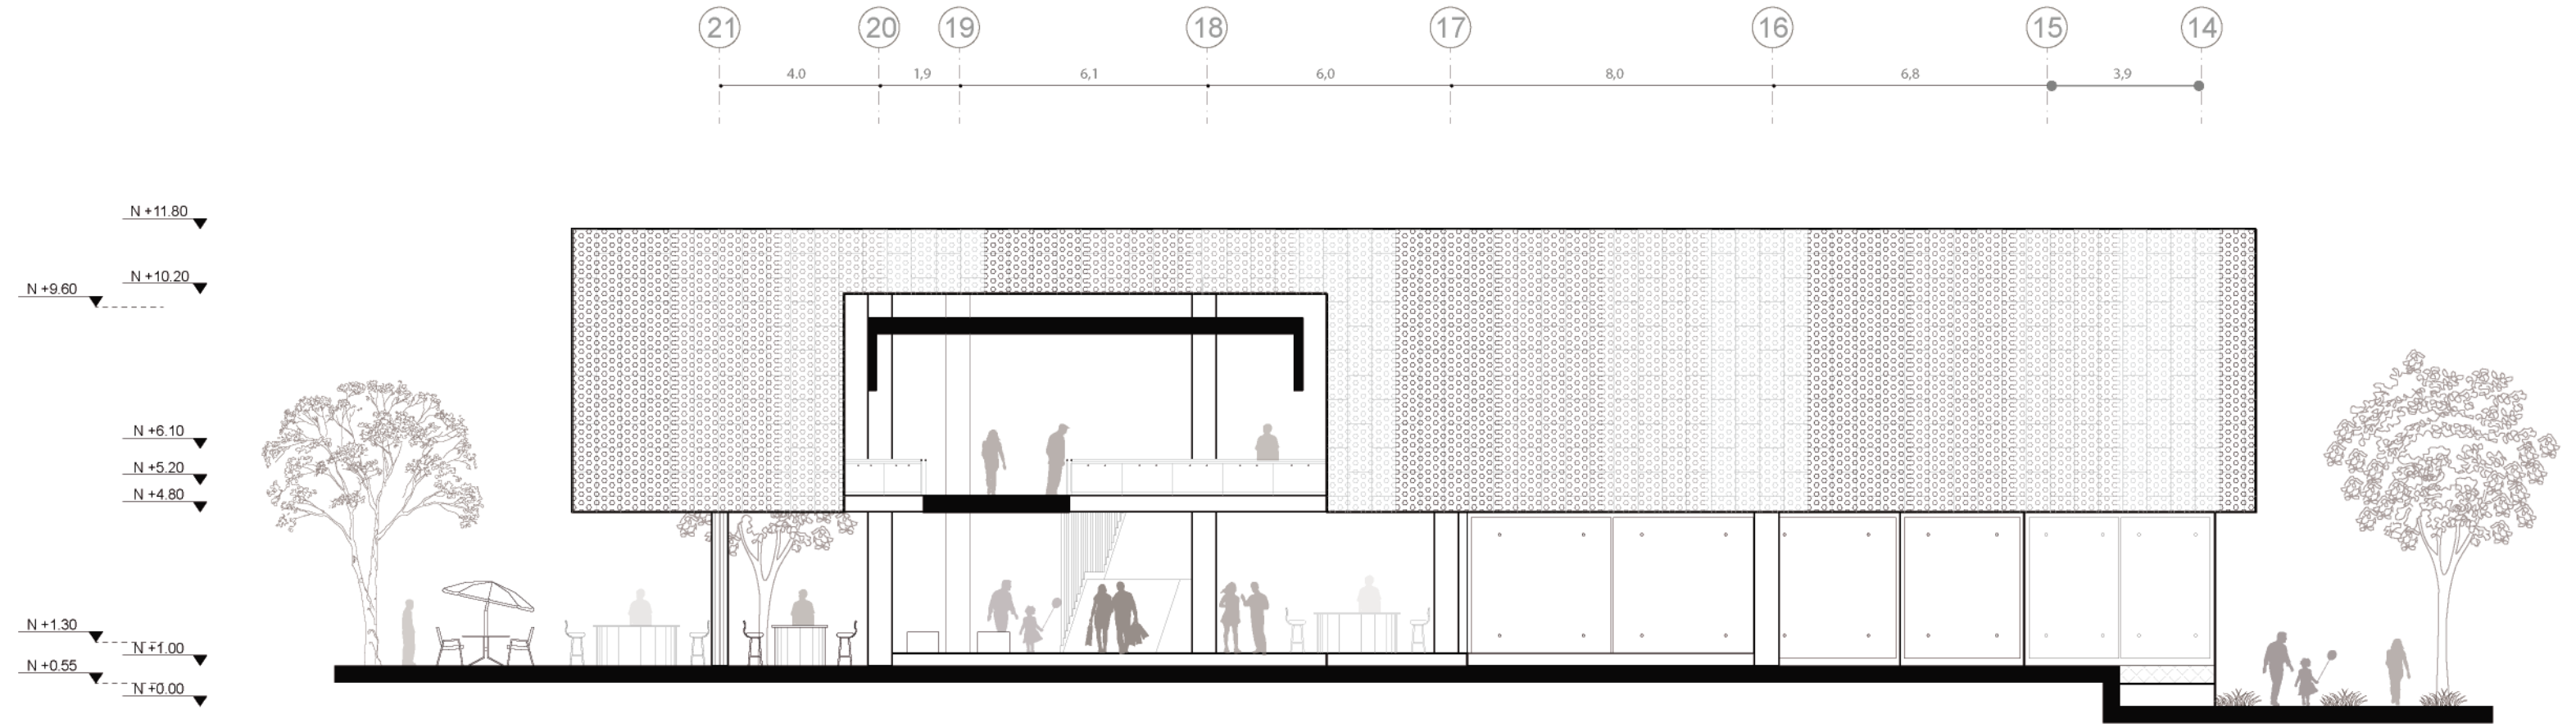 21 20 19 18 17 16 15 14
4.0 1,9 6,1 6,0 8,0 6,8 3,9
N +11.80
N +10.20
N +9.60
N +6.10
N +5.20
N +4.80
N +1.30
N +1.00
N +0.55
N +0.00